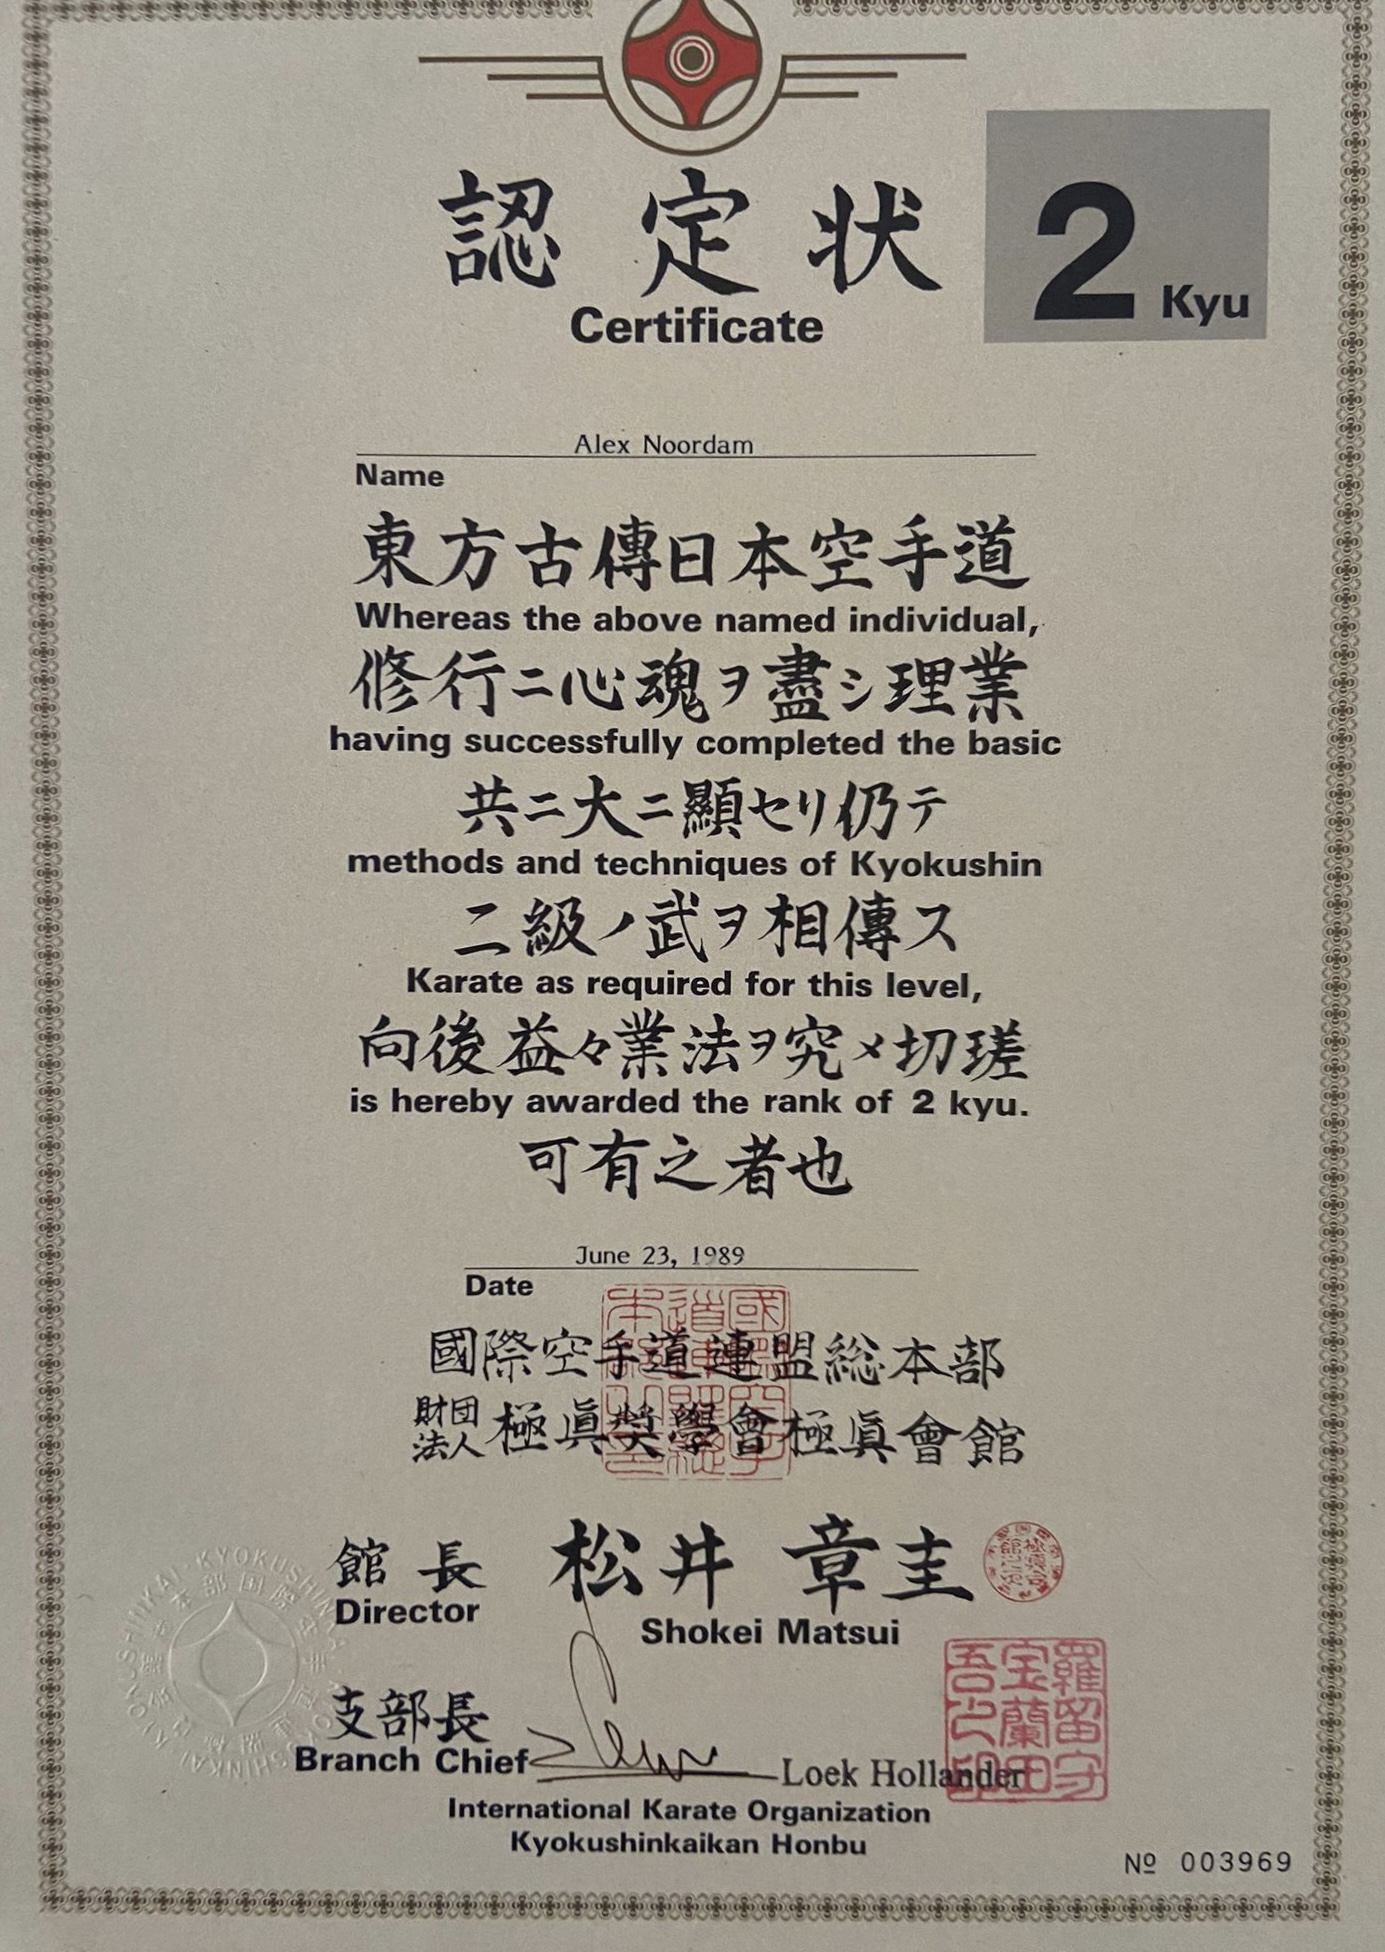 認定状
2 Kyu
Certificate
Alex Noordam
Name
東方古傳日本空手道
Whereas the above named individual,
修行ニ心魂ヲ盡シ理業
having successfully completed the basic
共ニ大ニ顯セリ仍テ
methods and techniques of Kyokushin
二級ノ武ヲ相傳ス
Karate as required for this level,
向後益々業法ヲ究メ切瑳
is hereby awarded the rank of 2 kyu.
可有之者也
June 23, 1989
Date
國際空手道連盟総本部
財団法人 極眞奨學會極眞會館
館長 松井章圭
Director Shokei Matsui
支部長
Branch Chief Loek Hollander
International Karate Organization
Kyokushinkaikan Honbu
Nº 003969